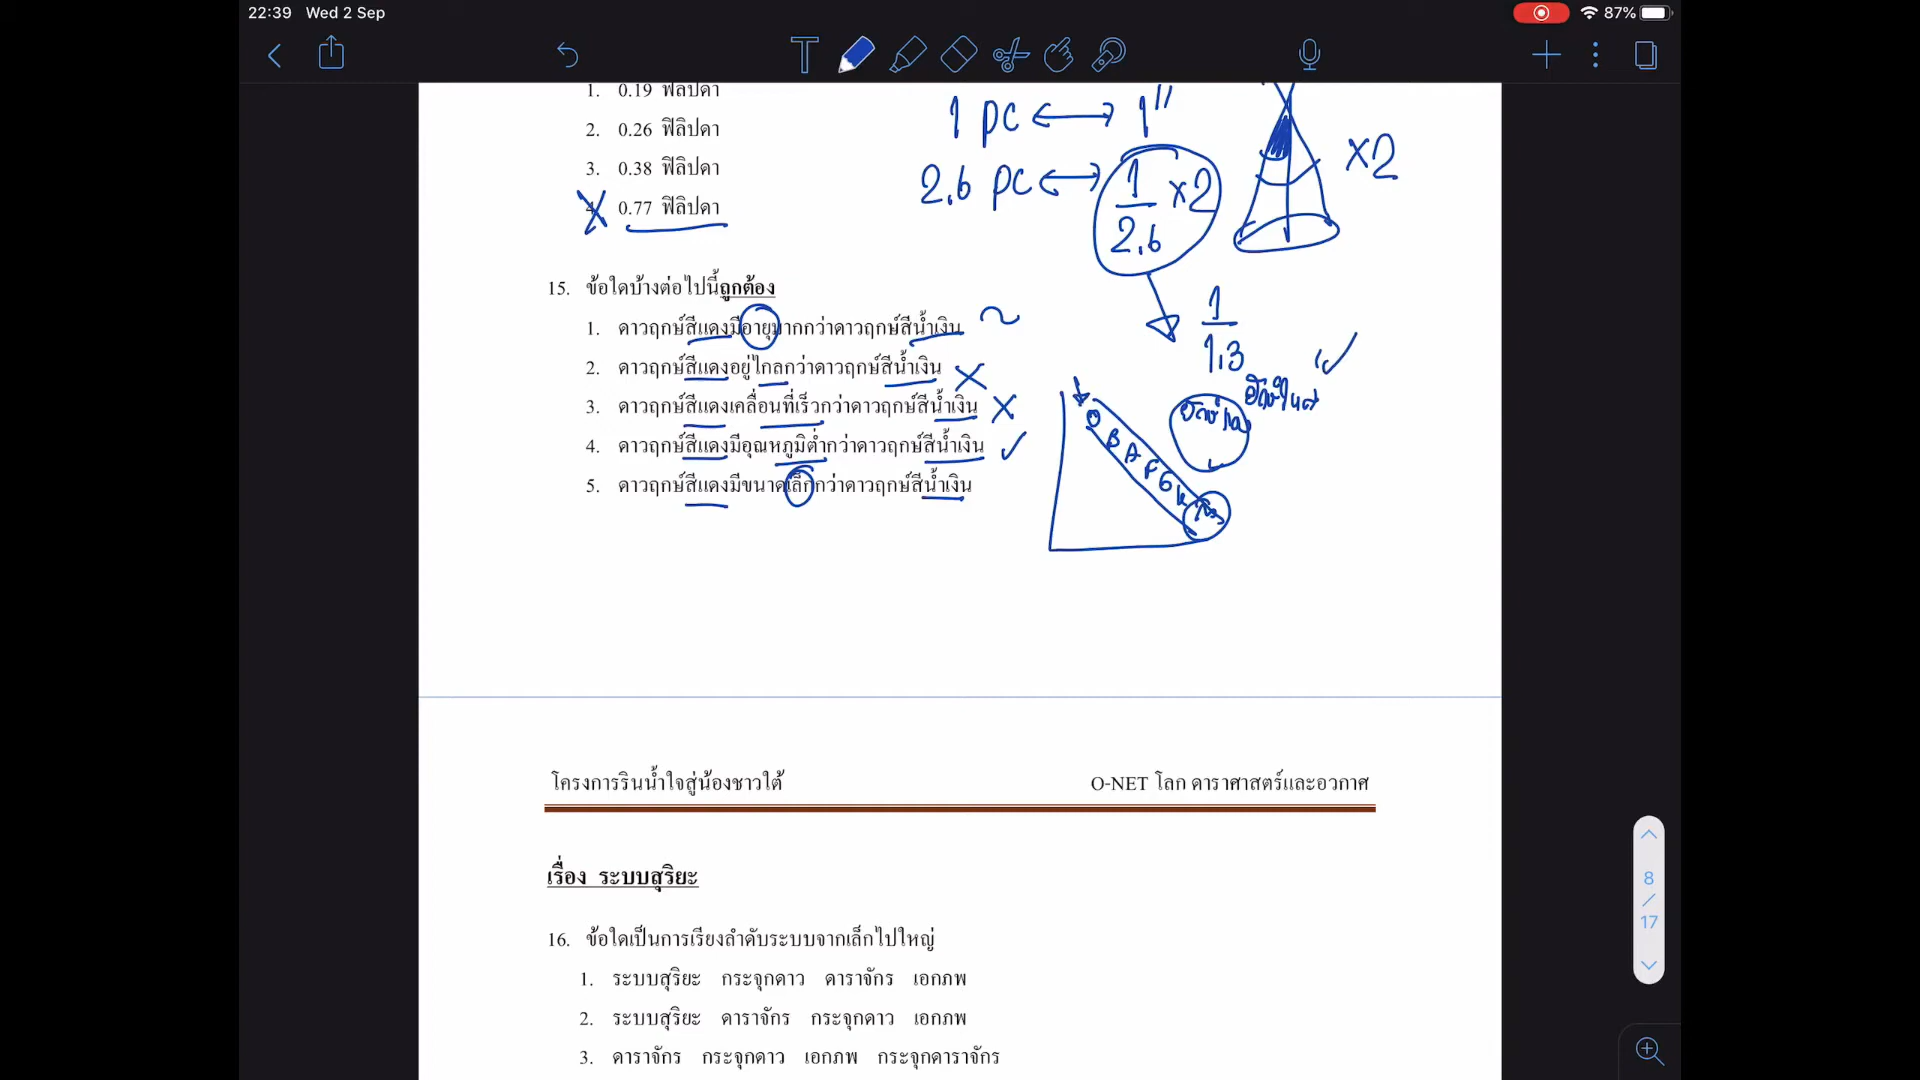 22:39 Wed 2 Sep
87%
1. 0.19 ฟิลิปดา
2. 0.26 ฟิลิปดา
3. 0.38 ฟิลิปดา
4. 0.77 ฟิลิปดา
1 pc ↔ 1"
2.6 pc ↔ 1/2.6 ×2
×2
1/1.3
15. ข้อใดบ้างต่อไปนี้ถูกต้อง
1. ดาวฤกษ์สีแดงมีอายุมากกว่าดาวฤกษ์สีน้ำเงิน
2. ดาวฤกษ์สีแดงอยู่ไกลกว่าดาวฤกษ์สีน้ำเงิน
3. ดาวฤกษ์สีแดงเคลื่อนที่เร็วกว่าดาวฤกษ์สีน้ำเงิน
4. ดาวฤกษ์สีแดงมีอุณหภูมิต่ำกว่าดาวฤกษ์สีน้ำเงิน
5. ดาวฤกษ์สีแดงมีขนาดเล็กกว่าดาวฤกษ์สีน้ำเงิน
O B A F G K
โครงการรินน้ำใจสู่น้องชาวใต้ O-NET โลก ดาราศาสตร์และอวกาศ
เรื่อง ระบบสุริยะ
16. ข้อใดเป็นการเรียงลำดับระบบจากเล็กไปใหญ่
1. ระบบสุริยะ กระจุกดาว ดาราจักร เอกภพ
2. ระบบสุริยะ ดาราจักร กระจุกดาว เอกภพ
3. ดาราจักร กระจุกดาว เอกภพ กระจุกดาราจักร
8
/
17